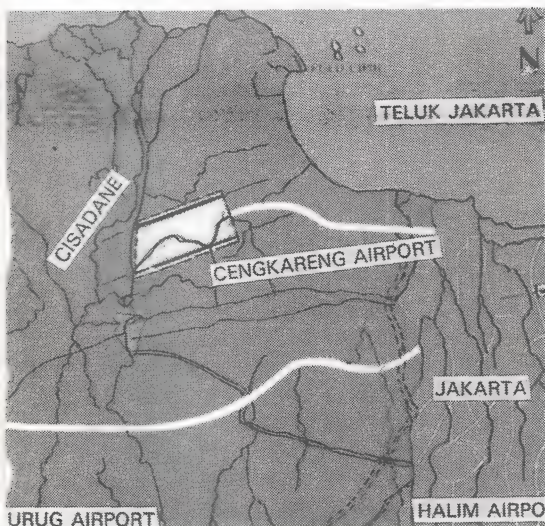 N
TELUK JAKARTA
CISADANE
CENGKARENG AIRPORT
JAKARTA
URUG AIRPORT
HALIM AIRPO